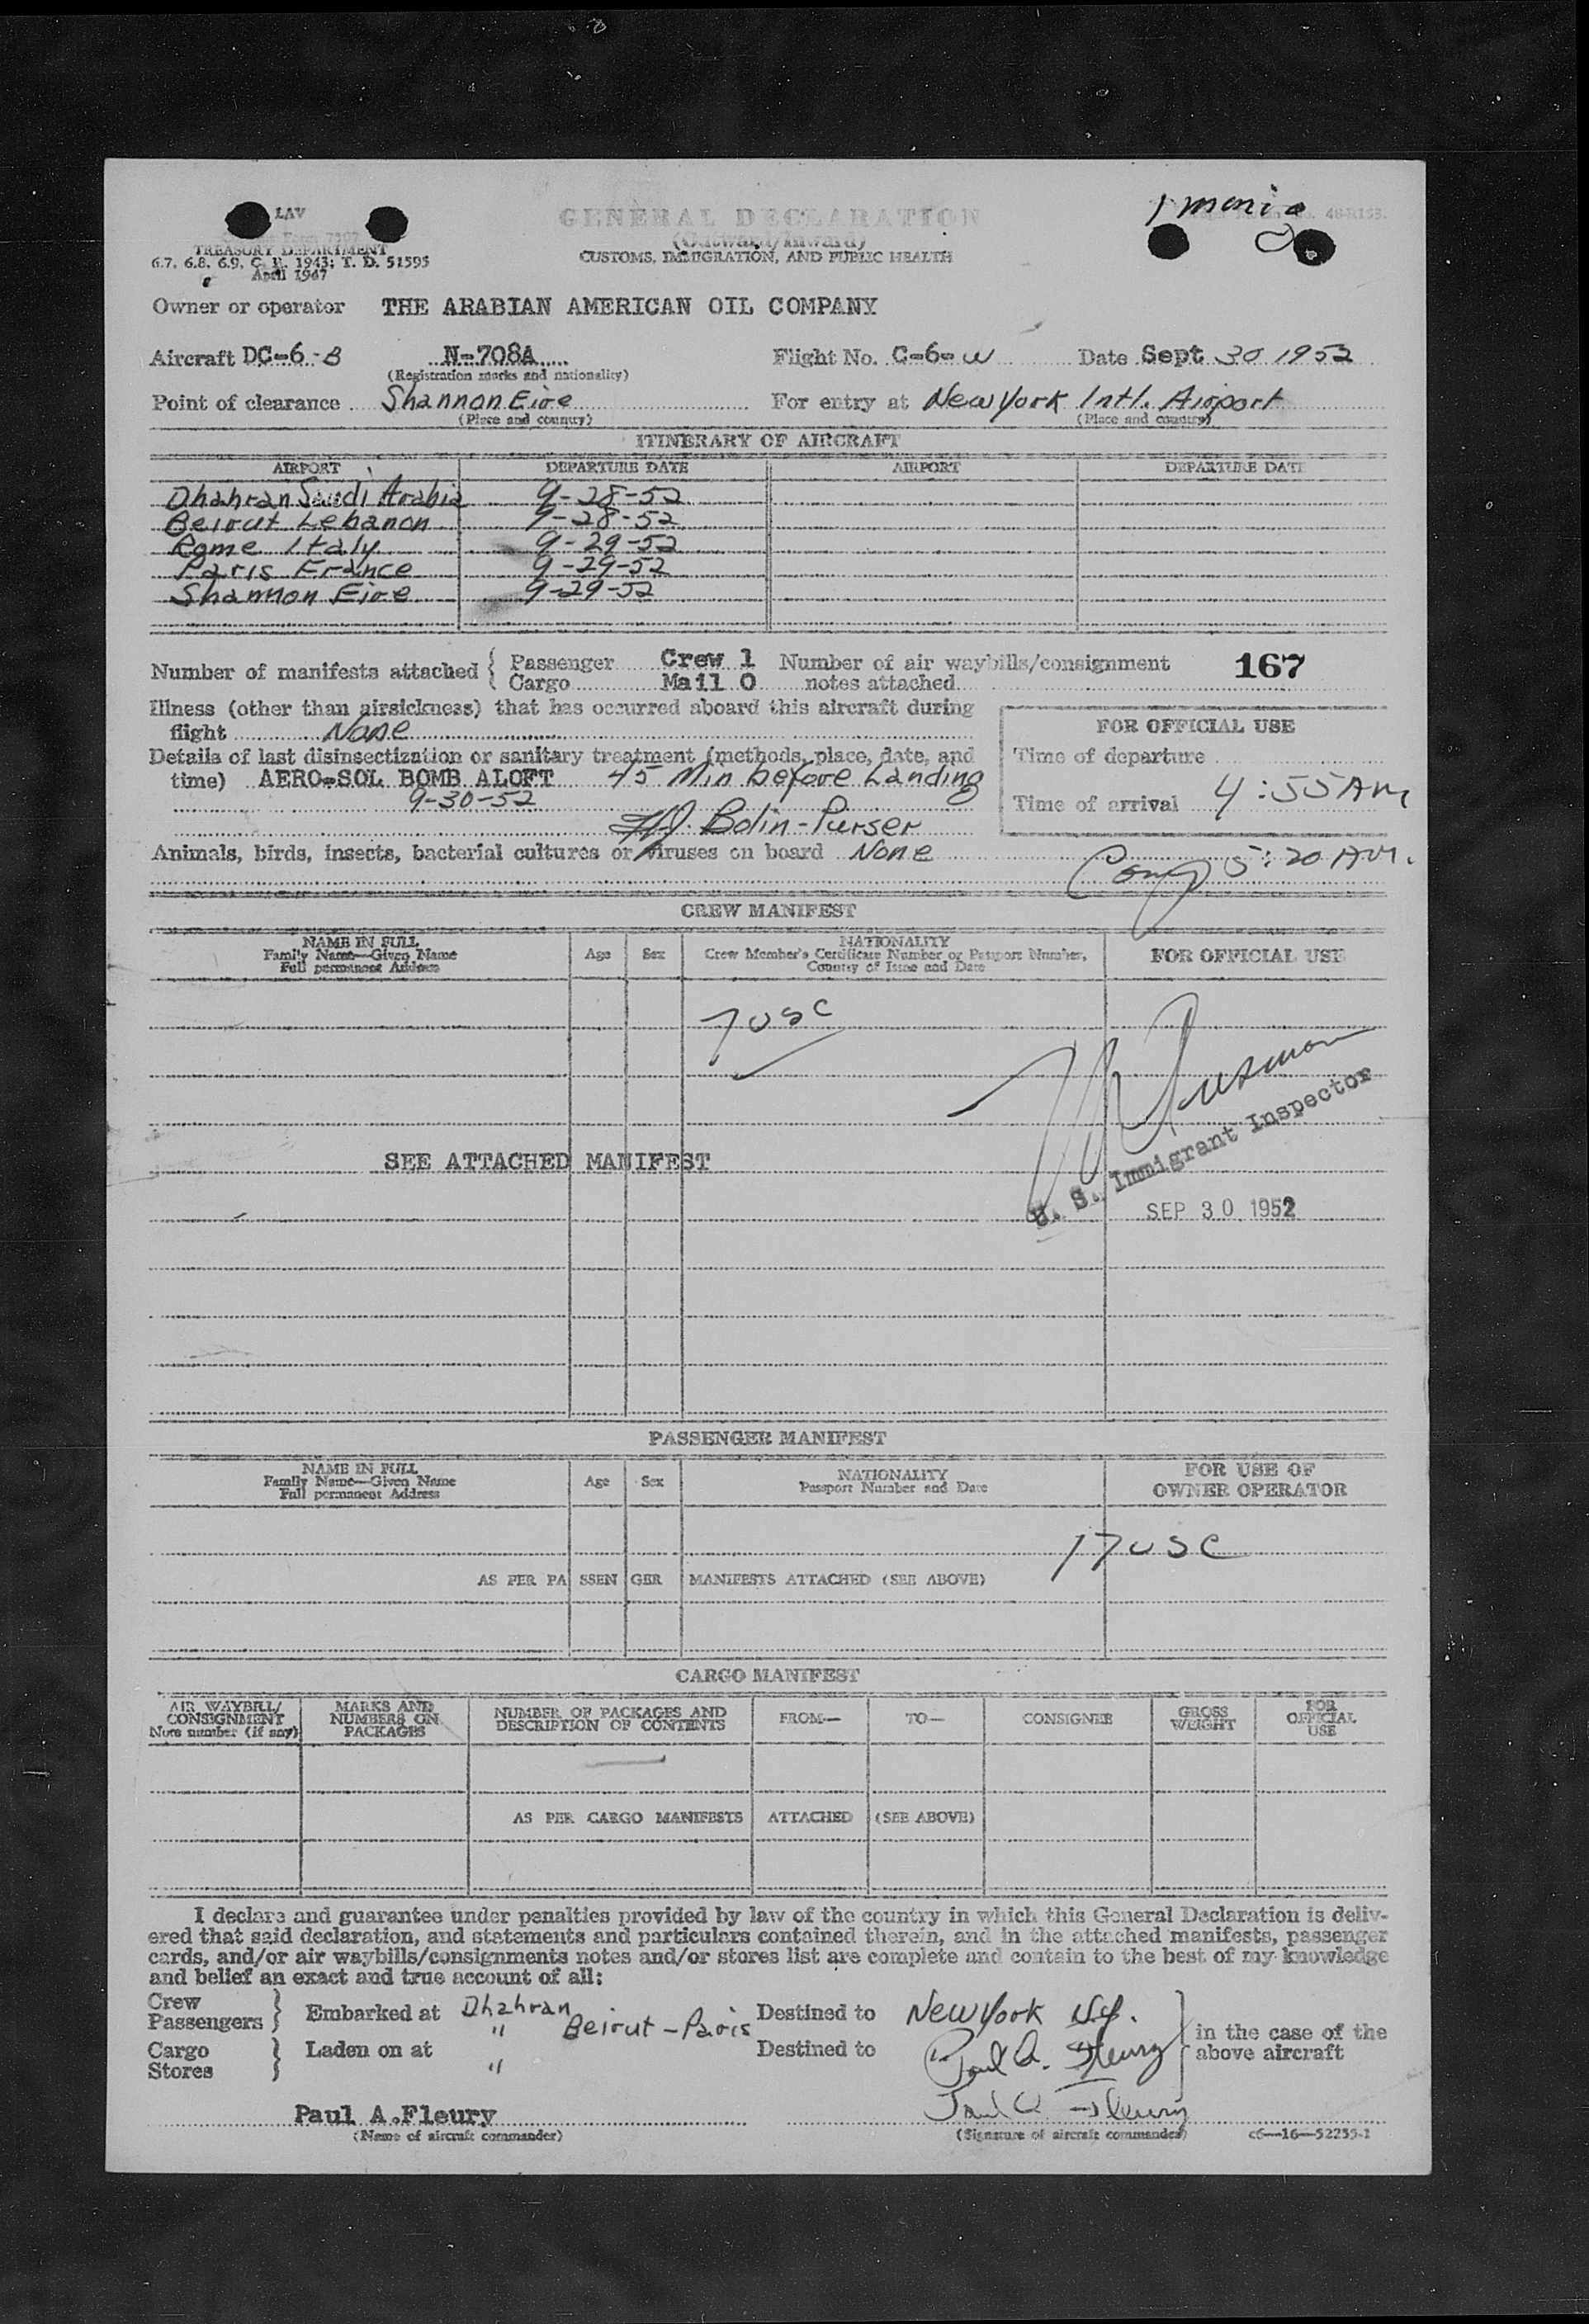 LAV
TREASURY DEPARTMENT
6.7, 6.8, 6.9, C. R. 1943; T. D. 51595
April 1947
GENERAL DECLARATION
(Outward/Inward)
CUSTOMS, IMMIGRATION, AND PUBLIC HEALTH
Owner or operator THE ARABIAN AMERICAN OIL COMPANY
Aircraft DC-6-B N-708A Flight No. C-6-W Date Sept 30 1952
(Registration marks and nationality)
Point of clearance Shannon Eire For entry at New York Intl. Airport
(Place and country) (Place and country)
ITINERARY OF AIRCRAFT
AIRPORT DEPARTURE DATE AIRPORT DEPARTURE DATE
Dhahran Saudi Arabia 9-28-52
Beirut Lebanon 9-28-52
Rome Italy 9-29-52
Paris France 9-29-52
Shannon Eire 9-29-52
Number of manifests attached { Passenger Crew 1 Number of air waybills/consignment 167
Cargo Mail O notes attached
Illness (other than airsickness) that has occurred aboard this aircraft during
flight None
FOR OFFICIAL USE
Details of last disinsectization or sanitary treatment (methods, place, date, and
Time of departure
time) AERO-SOL BOMB ALOFT 45 Min before Landing
9-30-52
Time of arrival 4:55 AM
Bolin-Purser
Animals, birds, insects, bacterial cultures or viruses on board None
5:20 AM.
CREW MANIFEST
NAME IN FULL
Family Name—Given Name
Full permanent Address
Age Sex
NATIONALITY
Crew Member's Certificate Number or Passport Number,
Country of Issue and Date
FOR OFFICIAL USE
7 USC
SEE ATTACHED MANIFEST
U. S. Immigrant Inspector
SEP 30 1952
PASSENGER MANIFEST
NAME IN FULL
Family Name—Given Name
Full permanent Address
Age Sex
NATIONALITY
Passport Number and Date
FOR USE OF
OWNER OPERATOR
17 USC
AS PER PASSENGER MANIFESTS ATTACHED (SEE ABOVE)
CARGO MANIFEST
AIR WAYBILL/
CONSIGNMENT
Note number (if any)
MARKS AND
NUMBERS ON
PACKAGES
NUMBER OF PACKAGES AND
DESCRIPTION OF CONTENTS
FROM— TO— CONSIGNEE
GROSS
WEIGHT
FOR
OFFICIAL
USE
AS PER CARGO MANIFESTS ATTACHED (SEE ABOVE)
I declare and guarantee under penalties provided by law of the country in which this General Declaration is deliv-
ered that said declaration, and statements and particulars contained therein, and in the attached manifests, passenger
cards, and/or air waybills/consignments notes and/or stores list are complete and contain to the best of my knowledge
and belief an exact and true account of all:
Crew
Passengers } Embarked at Dhahran " Beirut - Paris Destined to New York N.Y.
in the case of the
above aircraft
Cargo
Stores } Laden on at " Destined to Paul A. Fleury
Paul A.Fleury Paul A Fleury
(Name of aircraft commander) (Signature of aircraft commander) c6—16—52255-1